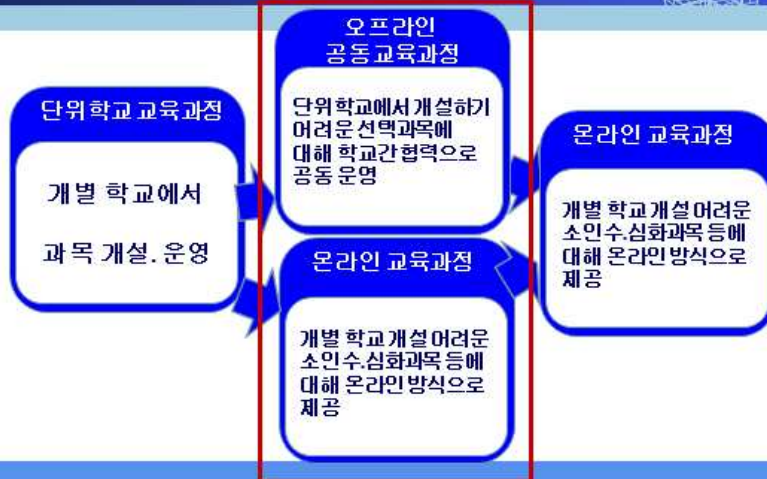 단위학교 교육과정
개별 학교에서
과목 개설. 운영
오프라인
공동교육과정
단위학교에서 개설하기
어려운 선택과목에
대해 학교간 협력으로
공동 운영
온라인 교육과정
개별 학교 개설 어려운
소인수.심화과목 등에
대해 온라인 방식으로
제공
온라인 교육과정
개별 학교 개설 어려운
소인수.심화과목 등에
대해 온라인 방식으로
제공